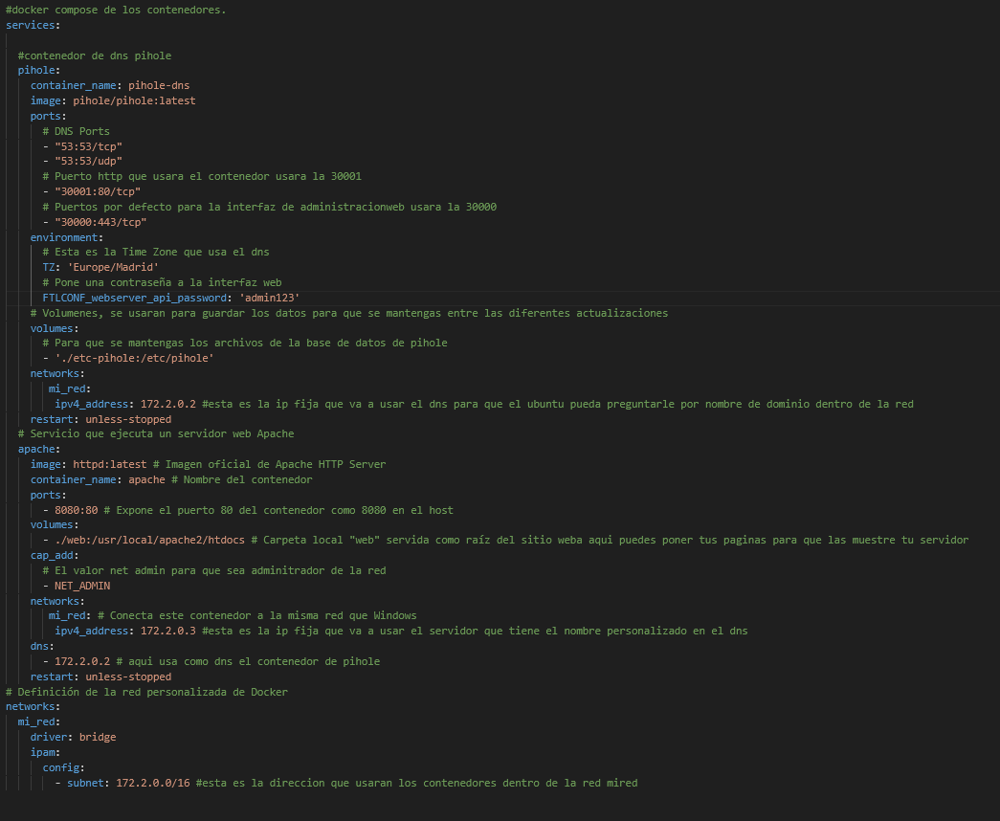 #docker compose de los contenedores.
services:
#contenedor de dns pihole
pihole:
container_name: pihole-dns
image: pihole/pihole:latest
ports:
# DNS Ports
- "53:53/tcp"
- "53:53/udp"
# Puerto http que usara el contenedor usara la 30001
- "30001:80/tcp"
# Puertos por defecto para la interfaz de administracionweb usara la 30000
- "30000:443/tcp"
environment:
# Esta es la Time Zone que usa el dns
TZ: 'Europe/Madrid'
# Pone una contraseña a la interfaz web
FTLCONF_webserver_api_password: 'admin123'
# Volumenes, se usaran para guardar los datos para que se mantengas entre las diferentes actualizaciones
volumes:
# Para que se mantengas los archivos de la base de datos de pihole
- './etc-pihole:/etc/pihole'
networks:
mi_red:
ipv4_address: 172.2.0.2 #esta es la ip fija que va a usar el dns para que el ubuntu pueda preguntarle por nombre de dominio dentro de la red
restart: unless-stopped
# Servicio que ejecuta un servidor web Apache
apache:
image: httpd:latest # Imagen oficial de Apache HTTP Server
container_name: apache # Nombre del contenedor
ports:
- 8080:80 # Expone el puerto 80 del contenedor como 8080 en el host
volumes:
- ./web:/usr/local/apache2/htdocs # Carpeta local "web" servida como raíz del sitio weba aqui puedes poner tus paginas para que las muestre tu servidor
cap_add:
# El valor net admin para que sea adminitrador de la red
- NET_ADMIN
networks:
mi_red: # Conecta este contenedor a la misma red que Windows
ipv4_address: 172.2.0.3 #esta es la ip fija que va a usar el servidor que tiene el nombre personalizado en el dns
dns:
- 172.2.0.2 # aqui usa como dns el contenedor de pihole
restart: unless-stopped
# Definición de la red personalizada de Docker
networks:
mi_red:
driver: bridge
ipam:
config:
- subnet: 172.2.0.0/16 #esta es la direccion que usaran los contenedores dentro de la red mired